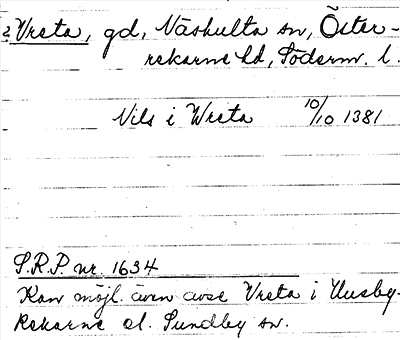 2. Vreta, gd, Näshulta sn, Öster-
rekarne hd, Söderm. l.
Nils i Wreta 10/10 1381
S.R.P. nr. 1634
Kan möjl. även avse Vreta i Husby-
Rekarne el. Sundby sn.